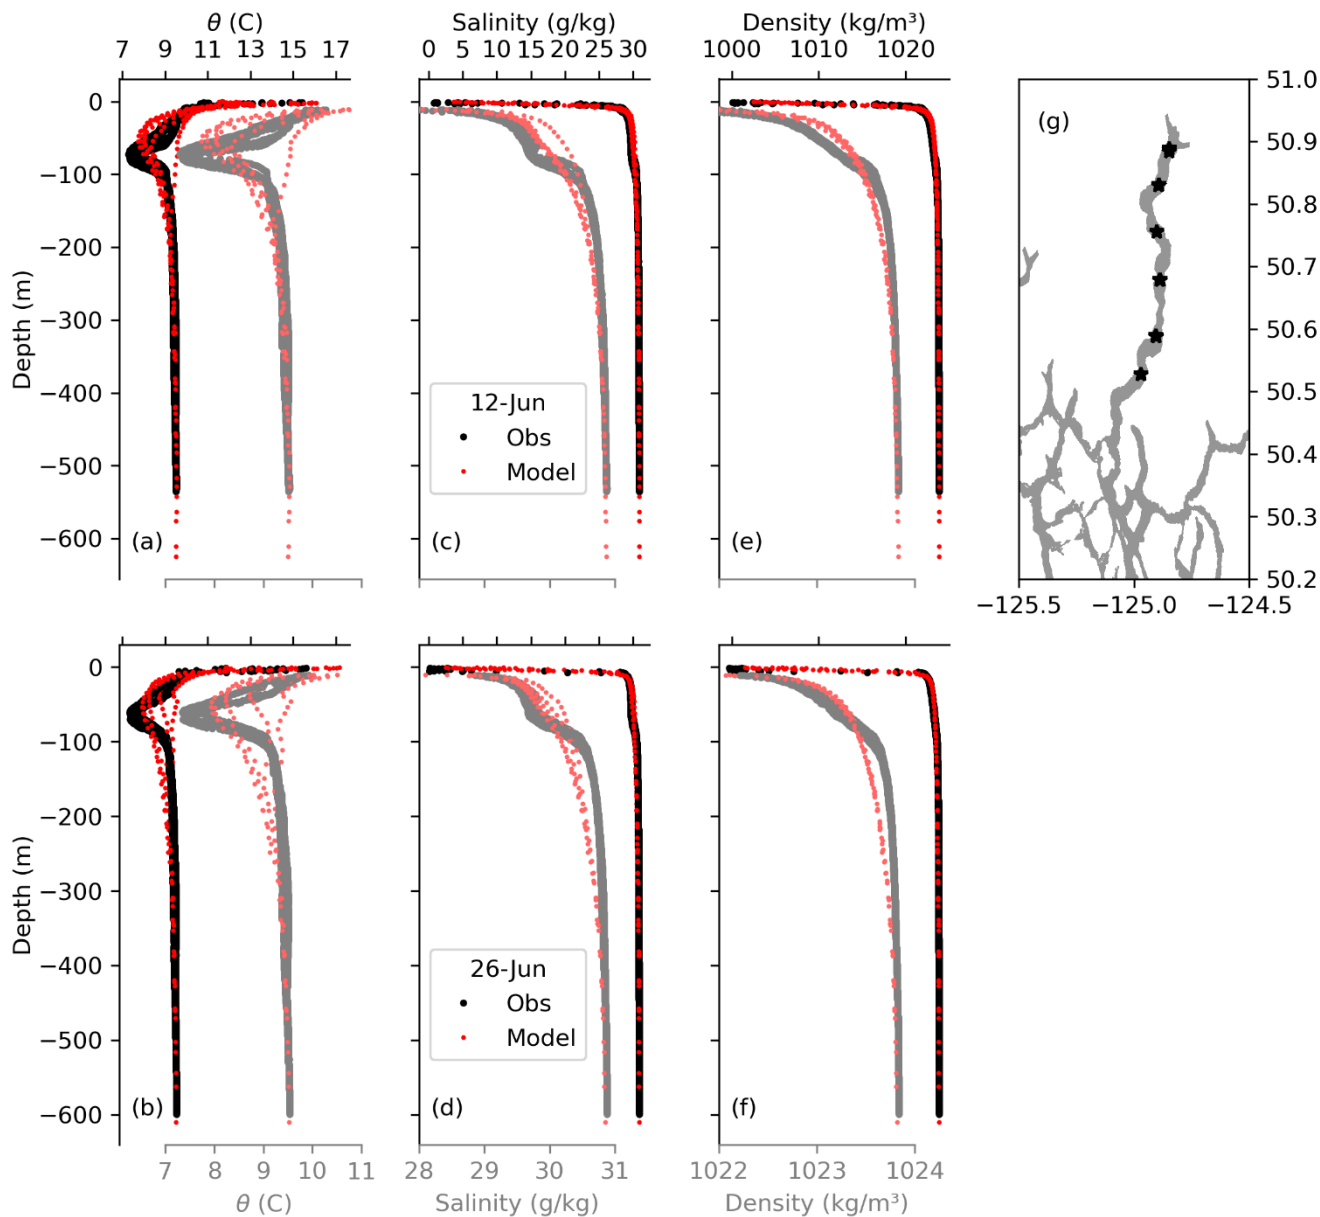 θ (C)
Salinity (g/kg)
Density (kg/m³)
7 9 11 13 15 17
0 5 10 15 20 25 30
1000 1010 1020
0
−100
−200
−300
−400
−500
−600
Depth (m)
(a)
(c)
12-Jun
Obs
Model
(e)
(g)
51.0
50.9
50.8
50.7
50.6
50.5
50.4
50.3
50.2
−125.5 −125.0 −124.5
0
−100
−200
−300
−400
−500
−600
Depth (m)
(b)
(d)
26-Jun
Obs
Model
(f)
7 8 9 10 11
28 29 30 31
1022 1023 1024
θ (C)
Salinity (g/kg)
Density (kg/m³)